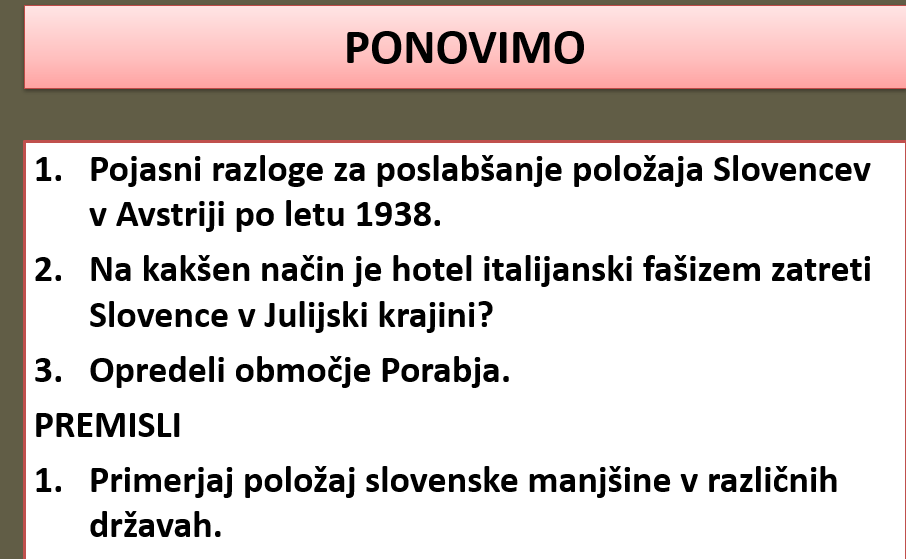 PONOVIMO
1. Pojasni razloge za poslabšanje položaja Slovencev
v Avstriji po letu 1938.
2. Na kakšen način je hotel italijanski fašizem zatreti
Slovence v Julijski krajini?
3. Opredeli območje Porabja.
PREMISLI
1. Primerjaj položaj slovenske manjšine v različnih
državah.